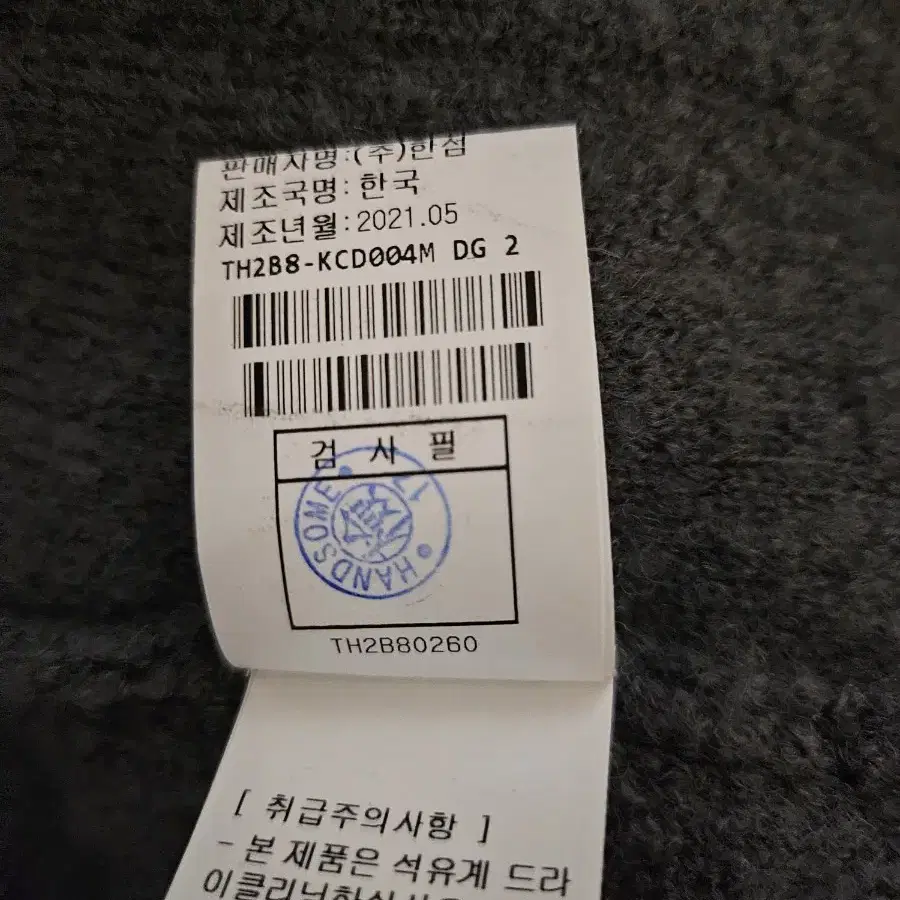 판매자명:(주)한섬
제조국명:한국
제조년월:2021.05
TH2B8-KCD004M DG 2
검 사 필
HANDSOME
TH2B80260
[ 취급주의사항 ]
- 본 제품은 석유계 드라